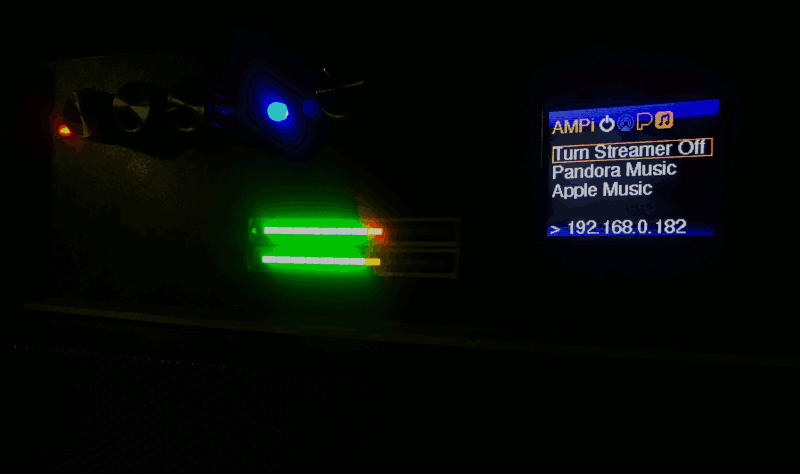 AMPi
Turn Streamer Off
Pandora Music
Apple Music
> 192.168.0.182